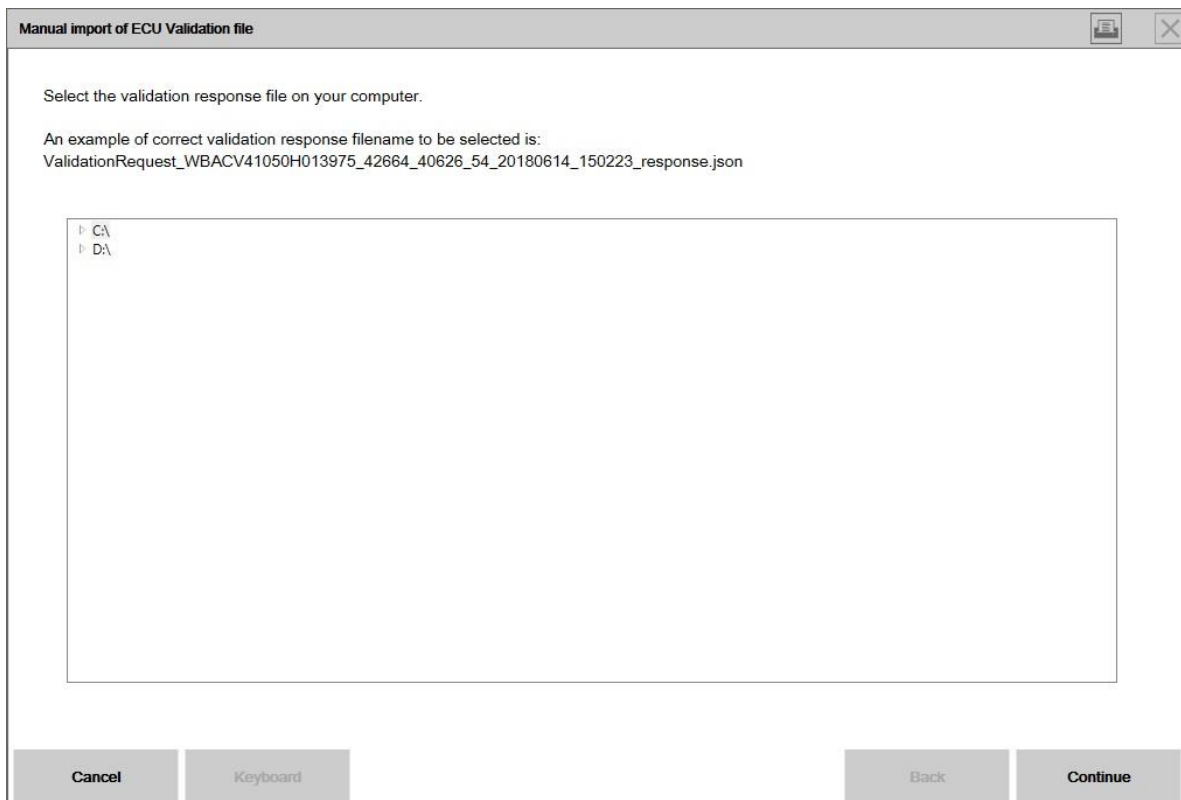 Manual import of ECU Validation file
Select the validation response file on your computer.
An example of correct validation response filename to be selected is:
ValidationRequest_WBACV41050H013975_42664_40626_54_20180614_150223_response.json
C:\
D:\
Cancel
Keyboard
Back
Continue